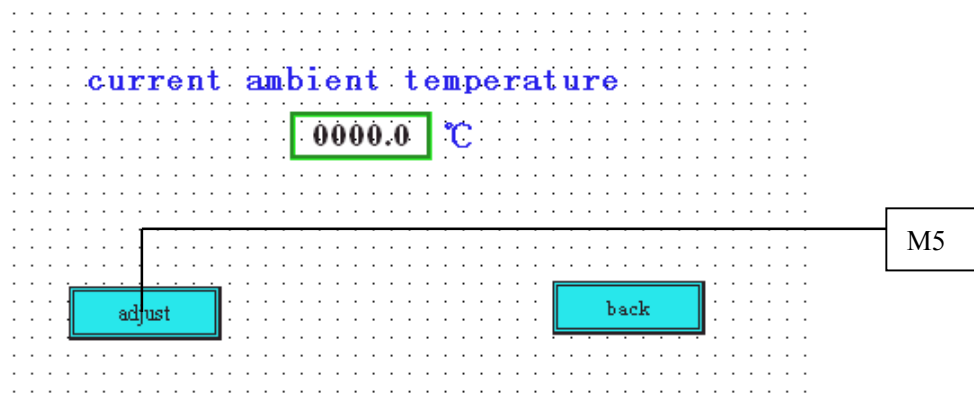 current ambient temperature
0000.0 ℃
M5
adjust
back